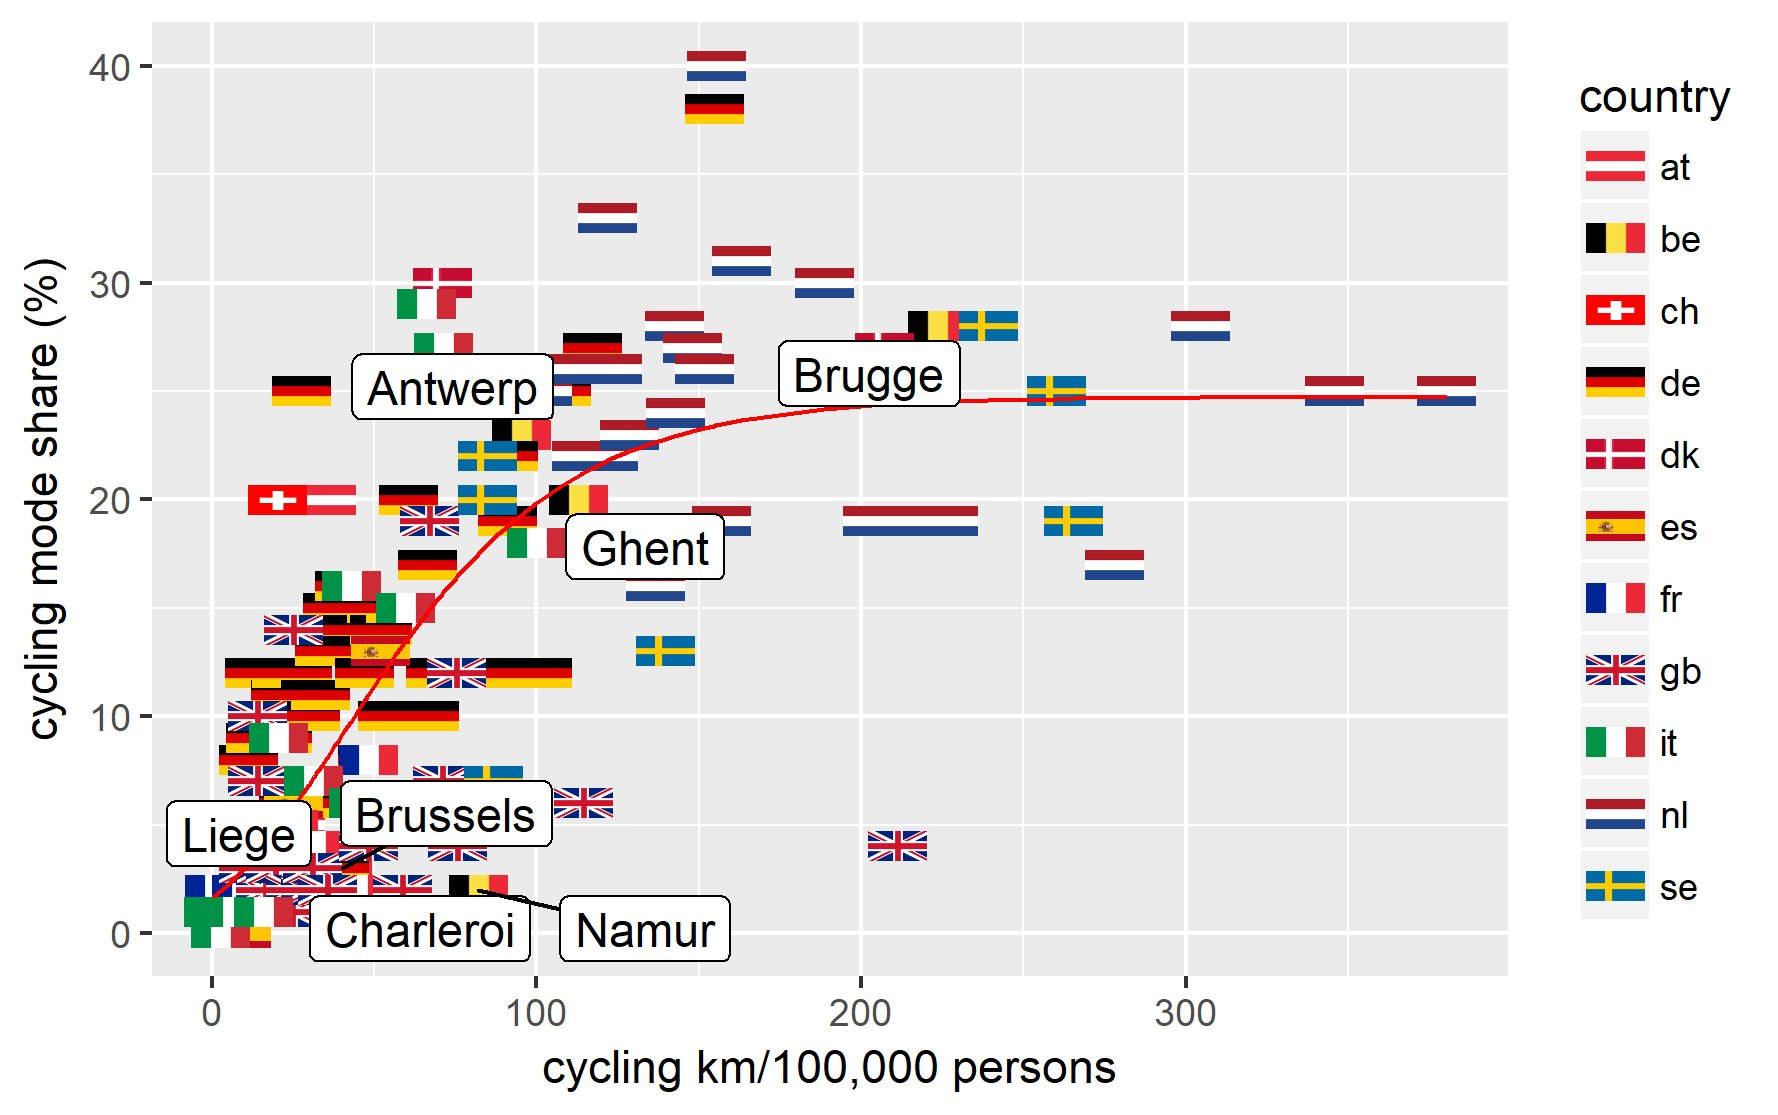 cycling mode share (%)
40
30
20
10
0
Antwerp
Brugge
Ghent
Brussels
Liege
Charleroi
Namur
0
100
200
300
cycling km/100,000 persons
country
at
be
ch
de
dk
es
fr
gb
it
nl
se